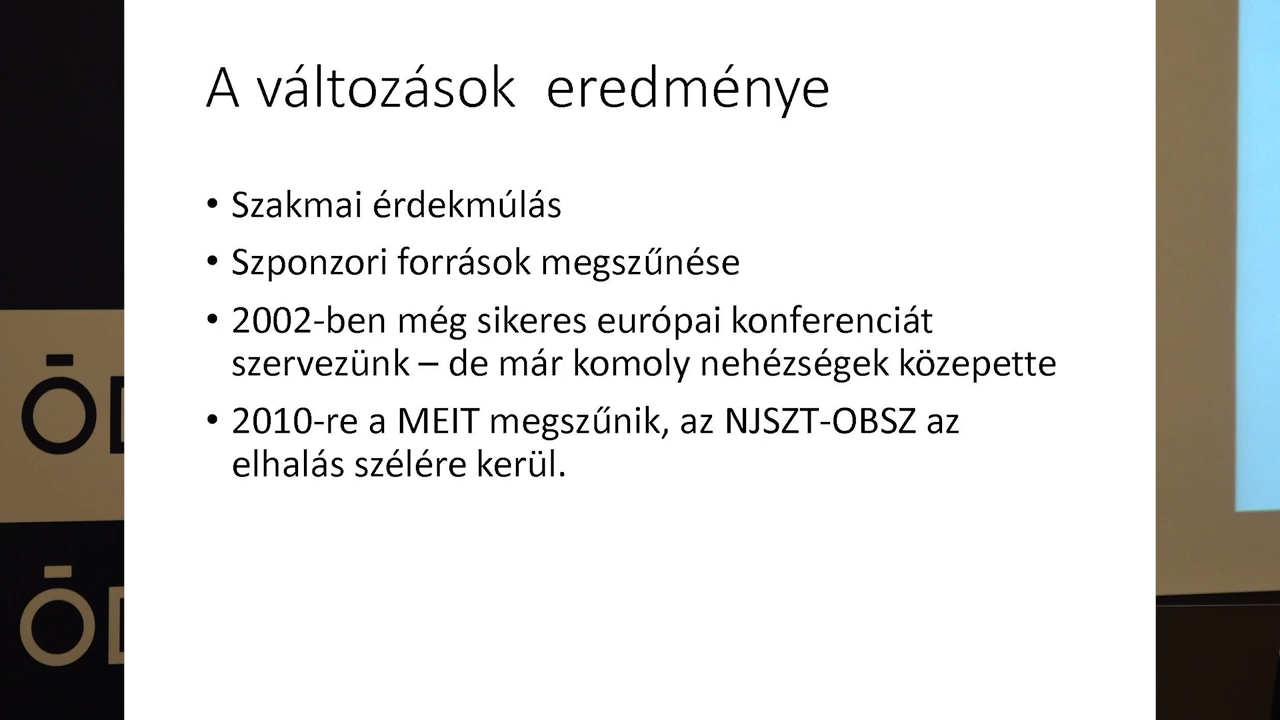 A változások  eredménye
• Szakmai érdekmúlás
• Szponzori források megszűnése
• 2002-ben még sikeres európai konferenciát
szervezünk – de már komoly nehézségek közepette
• 2010-re a MEIT megszűnik, az NJSZT-OBSZ az
elhalás szélére kerül.